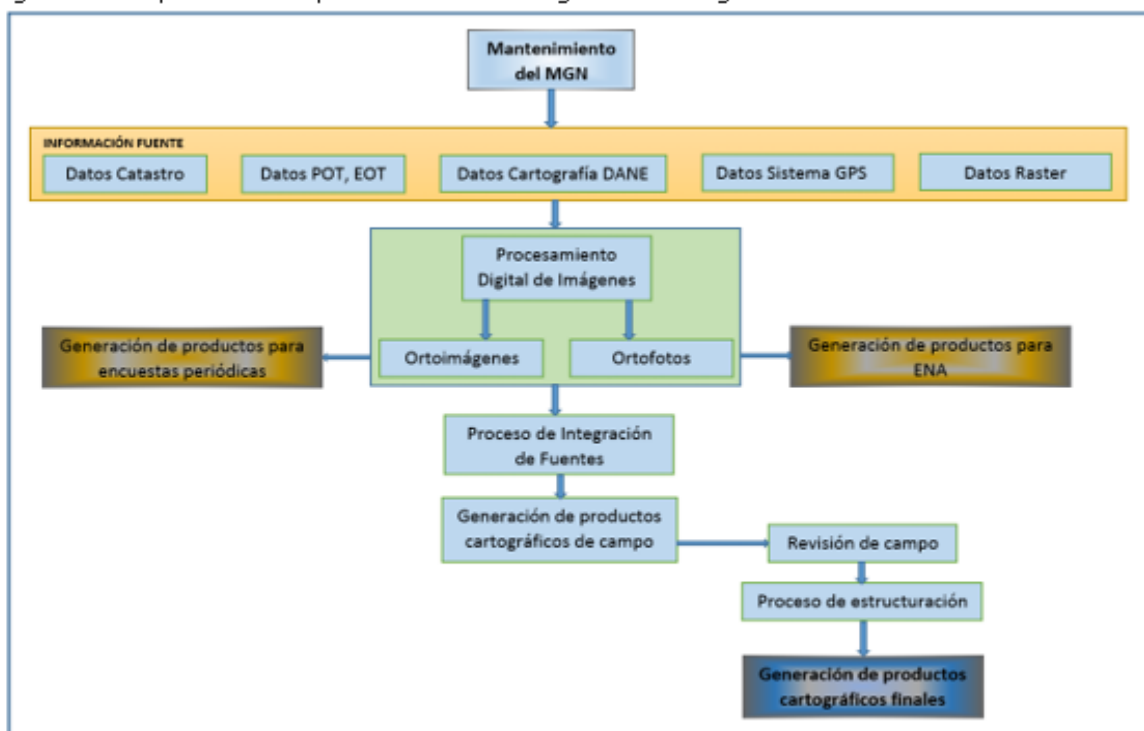 Mantenimiento
del MGN
INFORMACIÓN FUENTE
Datos Catastro
Datos POT, EOT
Datos Cartografía DANE
Datos Sistema GPS
Datos Raster
Procesamiento
Digital de Imágenes
Ortoimágenes
Ortofotos
Generación de productos para
encuestas periódicas
Generación de productos para
ENA
Proceso de Integración
de Fuentes
Generación de productos
cartográficos de campo
Revisión de campo
Proceso de estructuración
Generación de productos
cartográficos finales